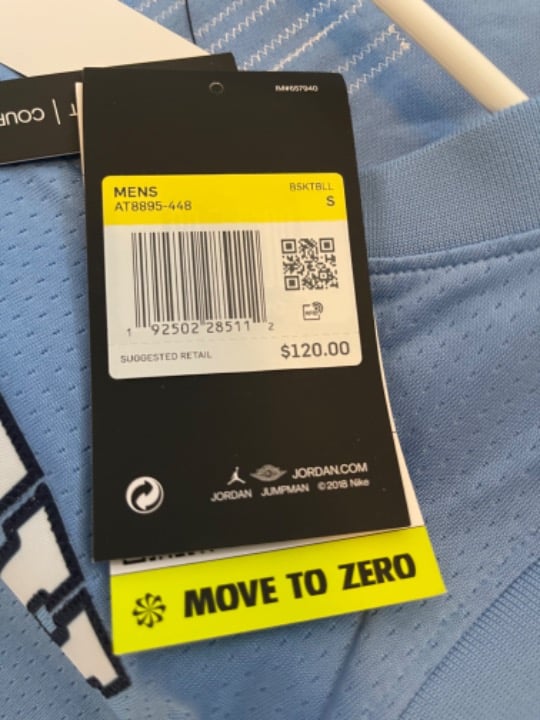 COU
IM#657940
MENS
BSKTBLL
AT8895-448
S
1 92502 28511 2
SUGGESTED RETAIL
$120.00
JORDAN.COM
JORDAN JUMPMAN ©2018 Nike
MOVE TO ZERO